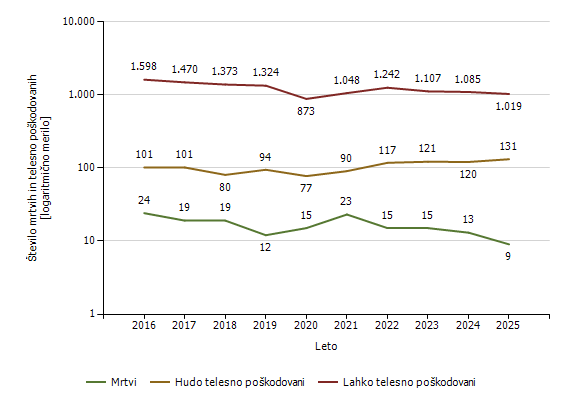 10.000
1.598 1.470 1.373 1.324 1.048 1.242 1.107 1.085
1.000
873 1.019
101 101 94 90 117 121 131
100
80 77 120
24 19 19 15 23 15 15 13
10
12 9
1
Število mrtvih in telesno poškodovanih
[logaritmično merilo]
2016 2017 2018 2019 2020 2021 2022 2023 2024 2025
Leto
Mrtvi Hudo telesno poškodovani Lahko telesno poškodovani